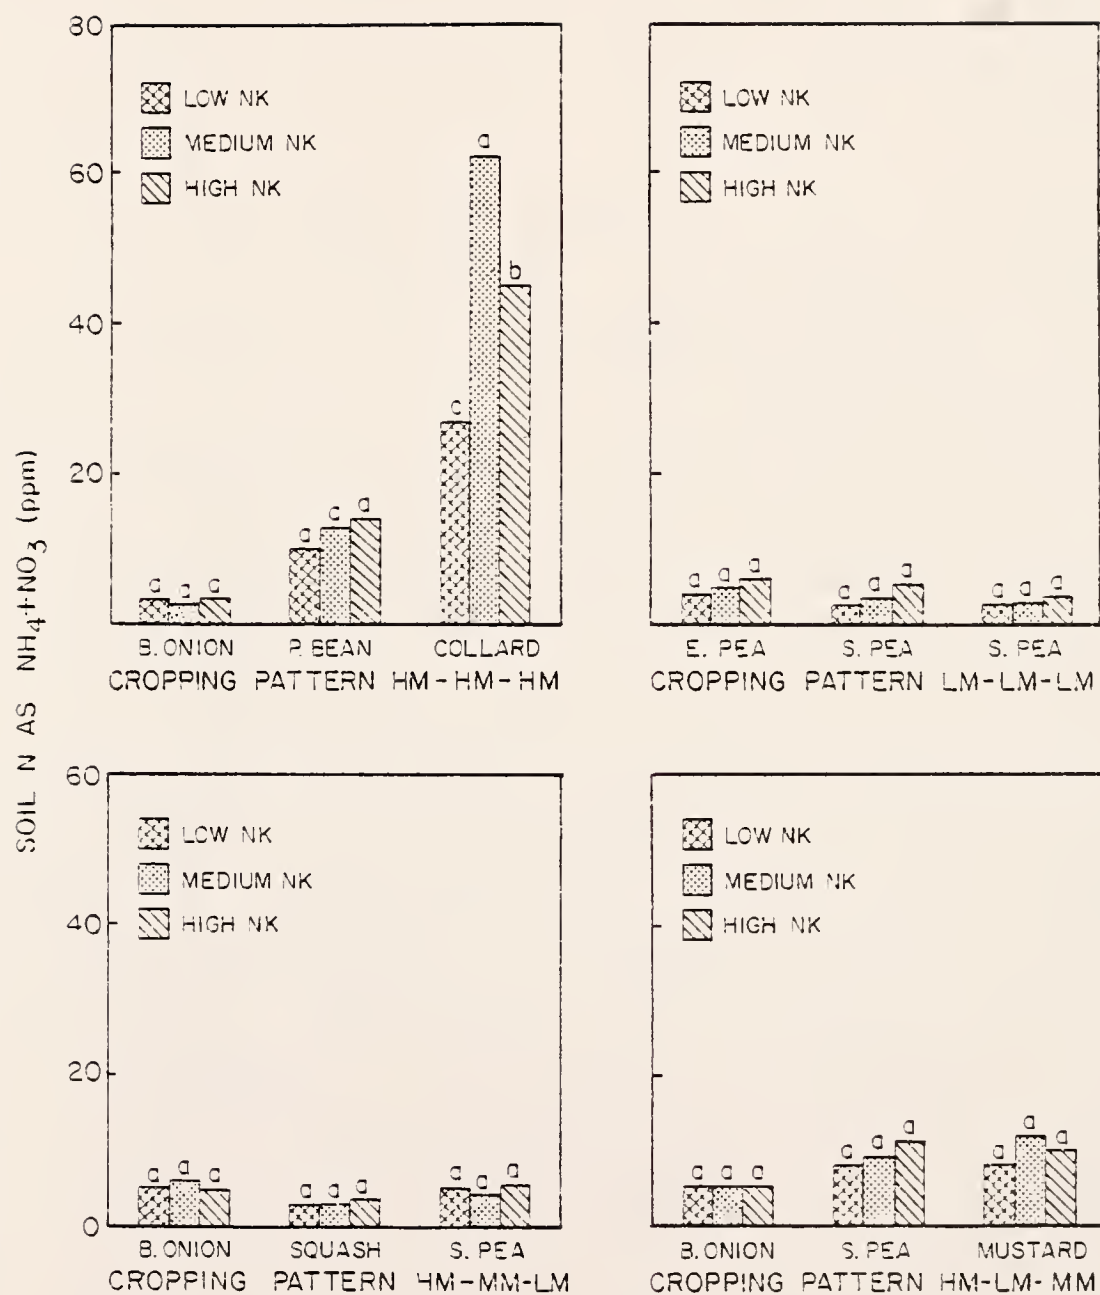 SOIL N AS NH4+NO3 (ppm)
80
60
40
20
LOW NK
MEDIUM NK
HIGH NK
a
a
a
a
a
a
c
a
b
B. ONION P. BEAN COLLARD
CROPPING PATTERN HM-HM-HM
LOW NK
MEDIUM NK
HIGH NK
a
a
a
a
a
a
a
a
a
E. PEA S. PEA S. PEA
CROPPING PATTERN LM-LM-LM
60
40
20
0
LOW NK
MEDIUM NK
HIGH NK
a
a
a
a
a
a
a
a
a
B. ONION SQUASH S. PEA
CROPPING PATTERN HM-MM-LM
LOW NK
MEDIUM NK
HIGH NK
a
a
a
a
a
a
a
a
a
B. ONION S. PEA MUSTARD
CROPPING PATTERN HM-LM-MM